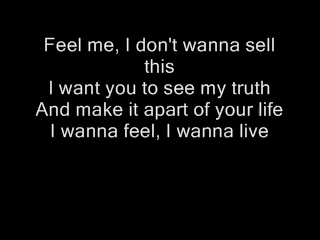 Feel me, I don't wanna sell
this
I want you to see my truth
And make it apart of your life
I wanna feel, I wanna live